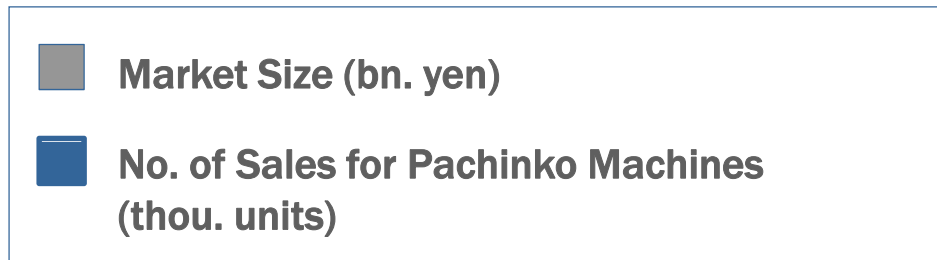 Market Size (bn. yen)
No. of Sales for Pachinko Machines
(thou. units)